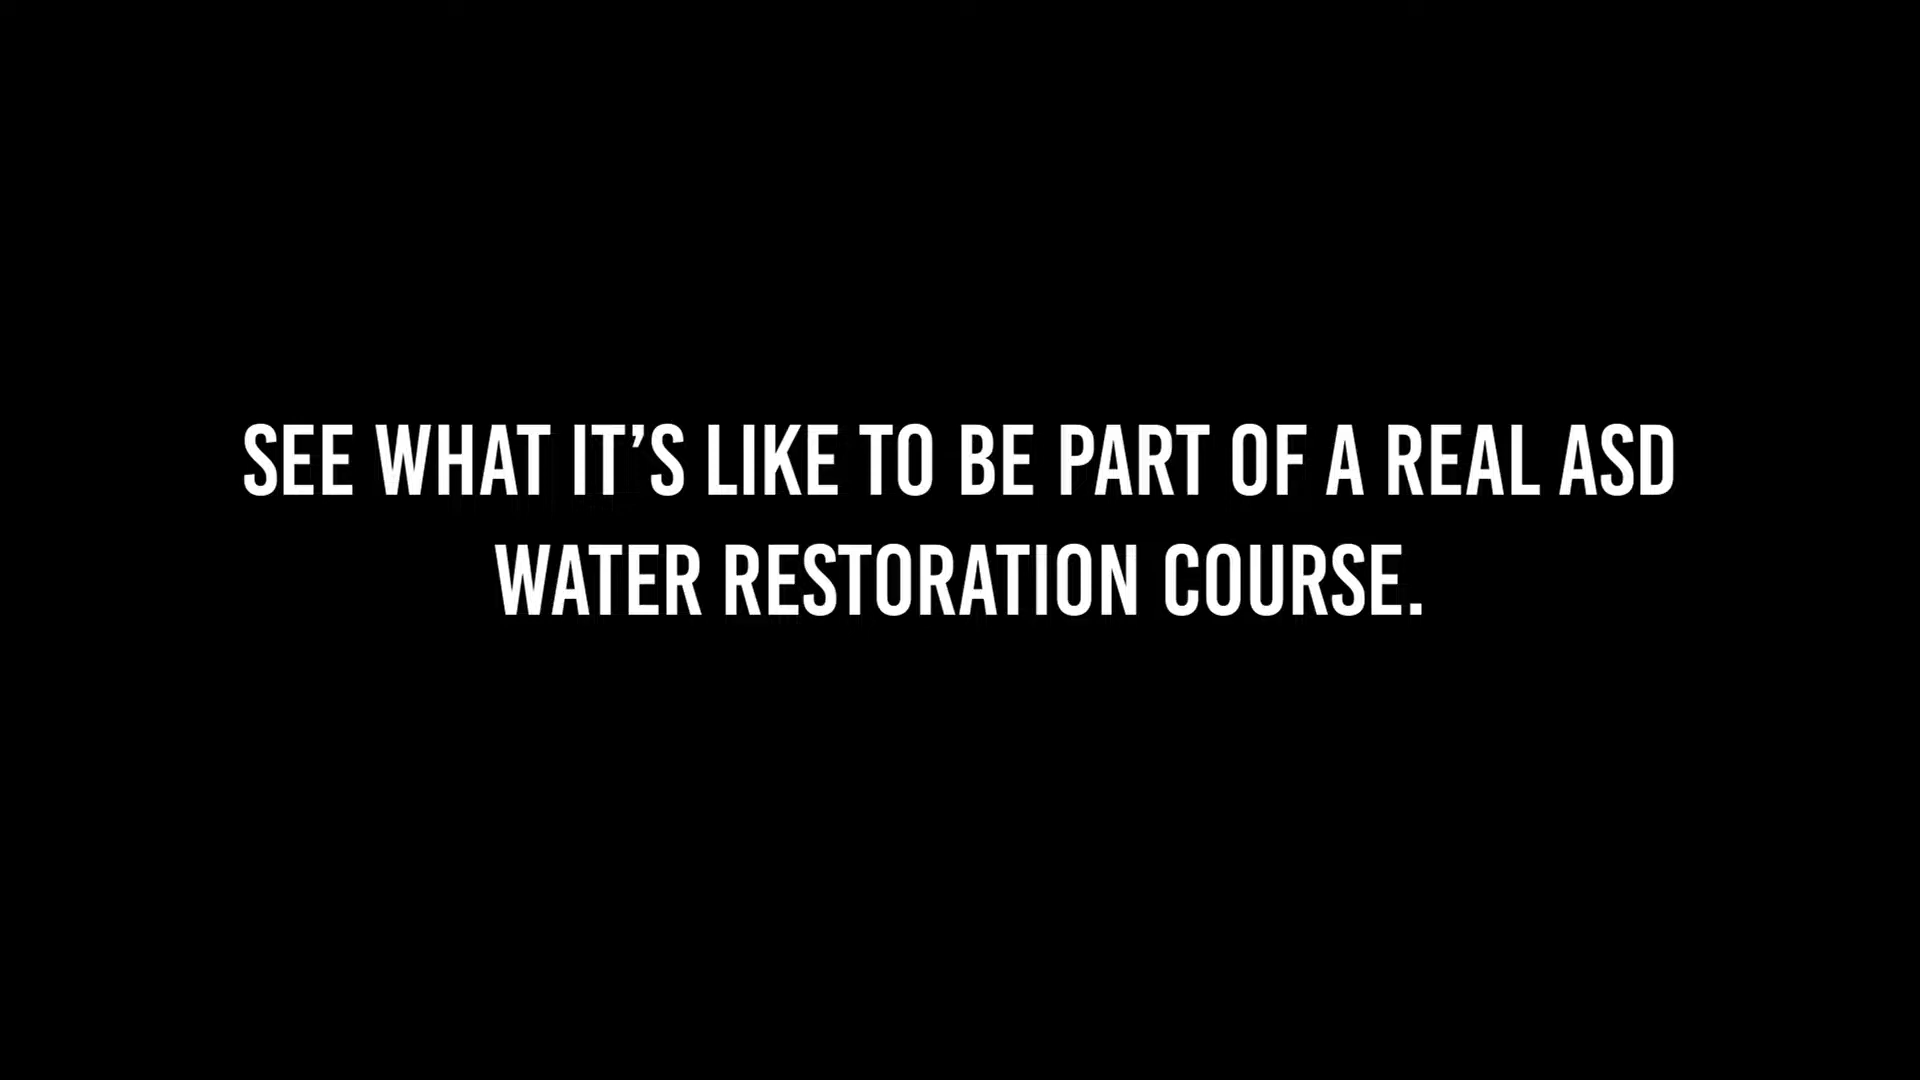 SEE WHAT IT’S LIKE TO BE PART OF A REAL ASD
WATER RESTORATION COURSE.